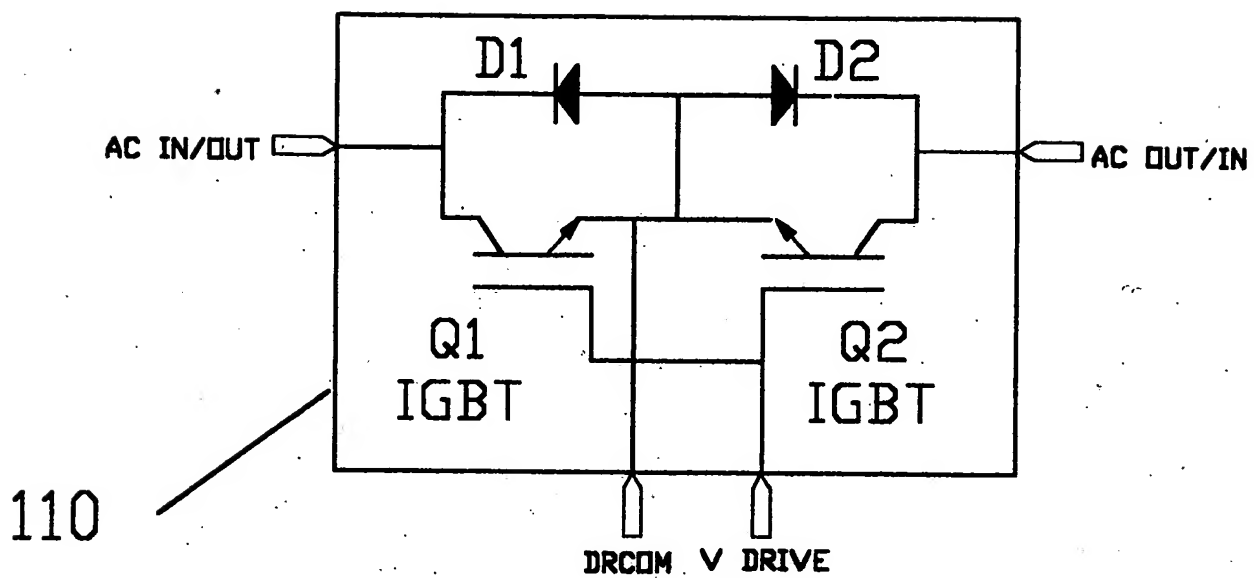 D1
D2
AC IN/OUT
AC OUT/IN
Q1
IGBT
Q2
IGBT
110
DRCOM
V DRIVE